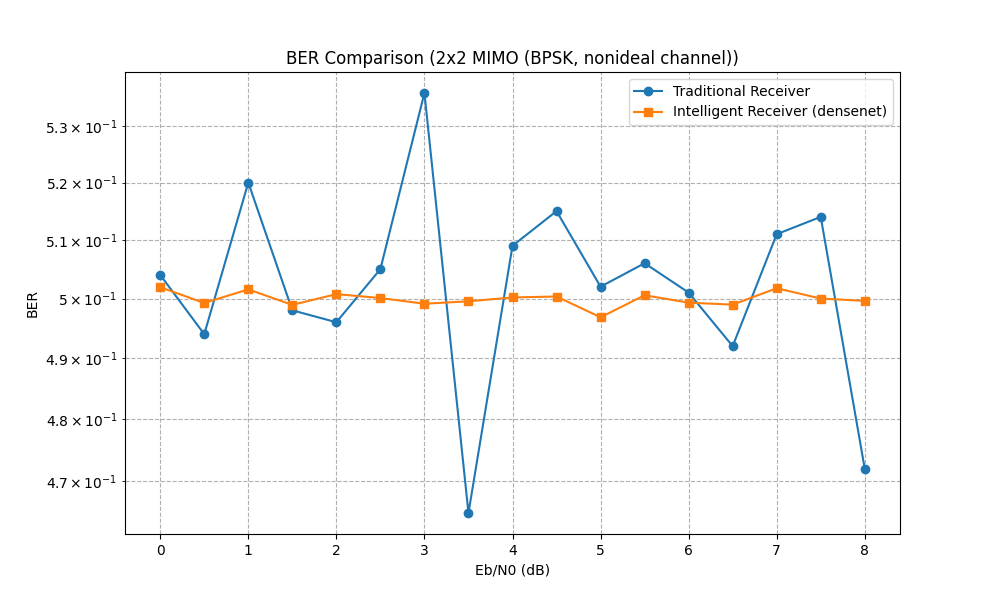 BER Comparison (2x2 MIMO (BPSK, nonideal channel))
Traditional Receiver
Intelligent Receiver (densenet)
BER
5.3 × 10⁻¹
5.2 × 10⁻¹
5.1 × 10⁻¹
5 × 10⁻¹
4.9 × 10⁻¹
4.8 × 10⁻¹
4.7 × 10⁻¹
0 1 2 3 4 5 6 7 8
Eb/N0 (dB)